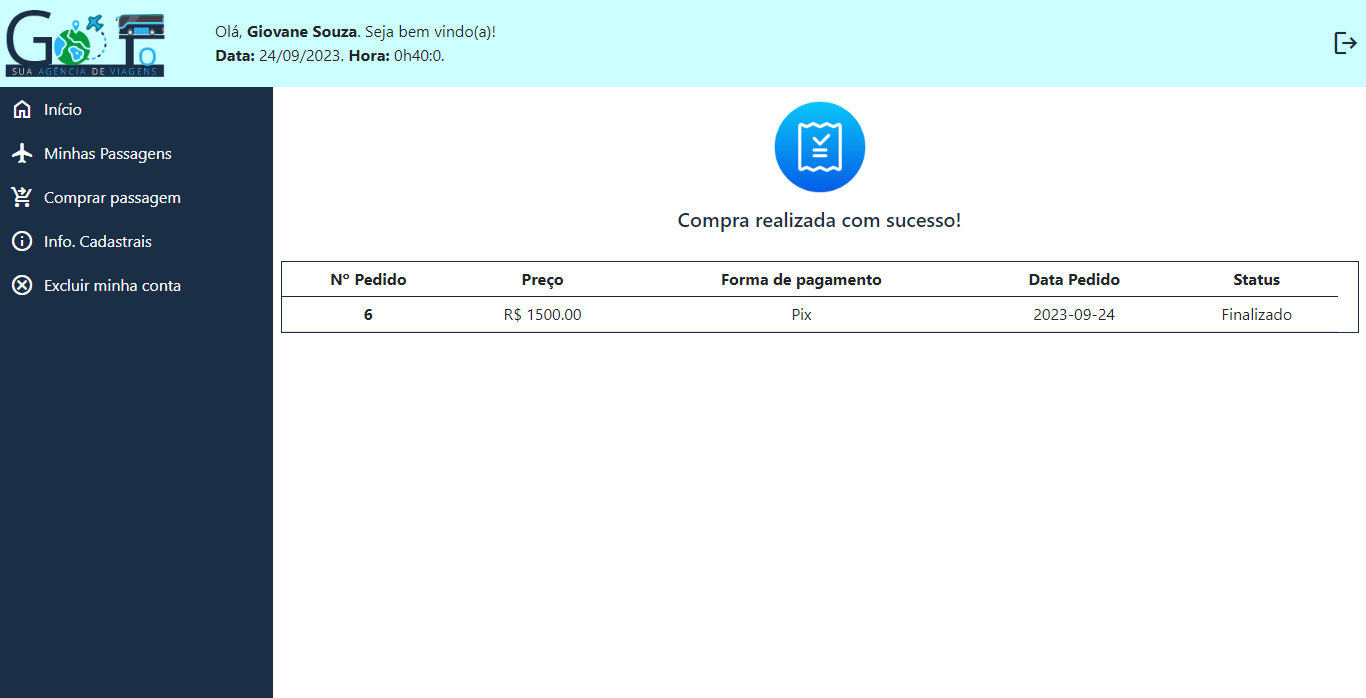 GoTo
SUA AGÊNCIA DE VIAGENS
Olá, Giovane Souza. Seja bem vindo(a)!
Data: 24/09/2023. Hora: 0h40:0.
Início
Minhas Passagens
Comprar passagem
Info. Cadastrais
Excluir minha conta
Compra realizada com sucesso!
Nº Pedido Preço Forma de pagamento Data Pedido Status
6 R$ 1500.00 Pix 2023-09-24 Finalizado